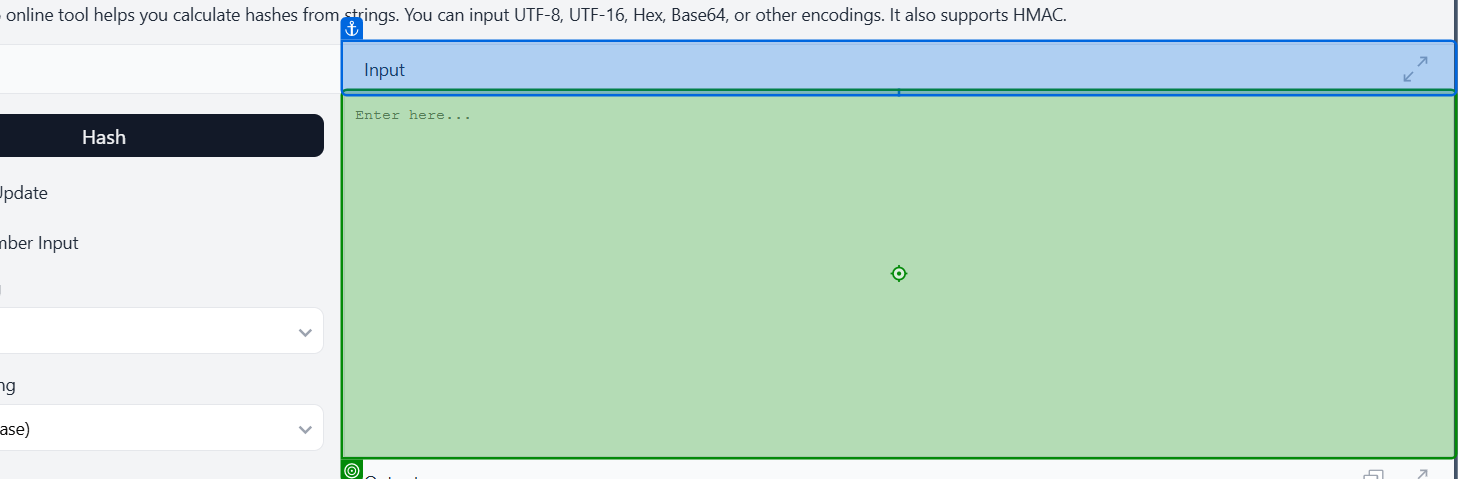 online tool helps you calculate hashes from strings. You can input UTF-8, UTF-16, Hex, Base64, or other encodings. It also supports HMAC.
Input
Enter here...
Hash
Update
mber Input
ng
ase)